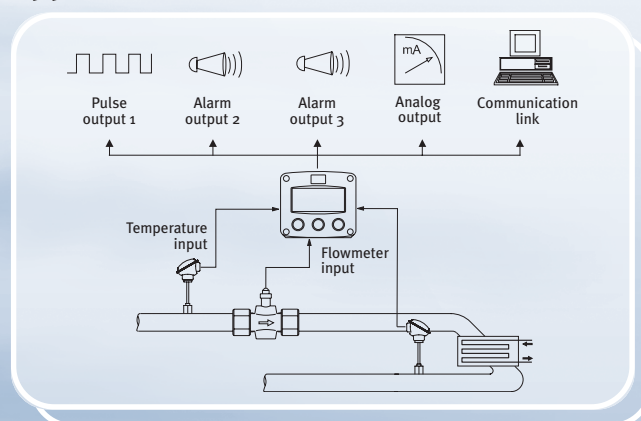 mA
Pulse
output 1
Alarm
output 2
Alarm
output 3
Analog
output
Communication
link
Temperature
input
Flowmeter
input